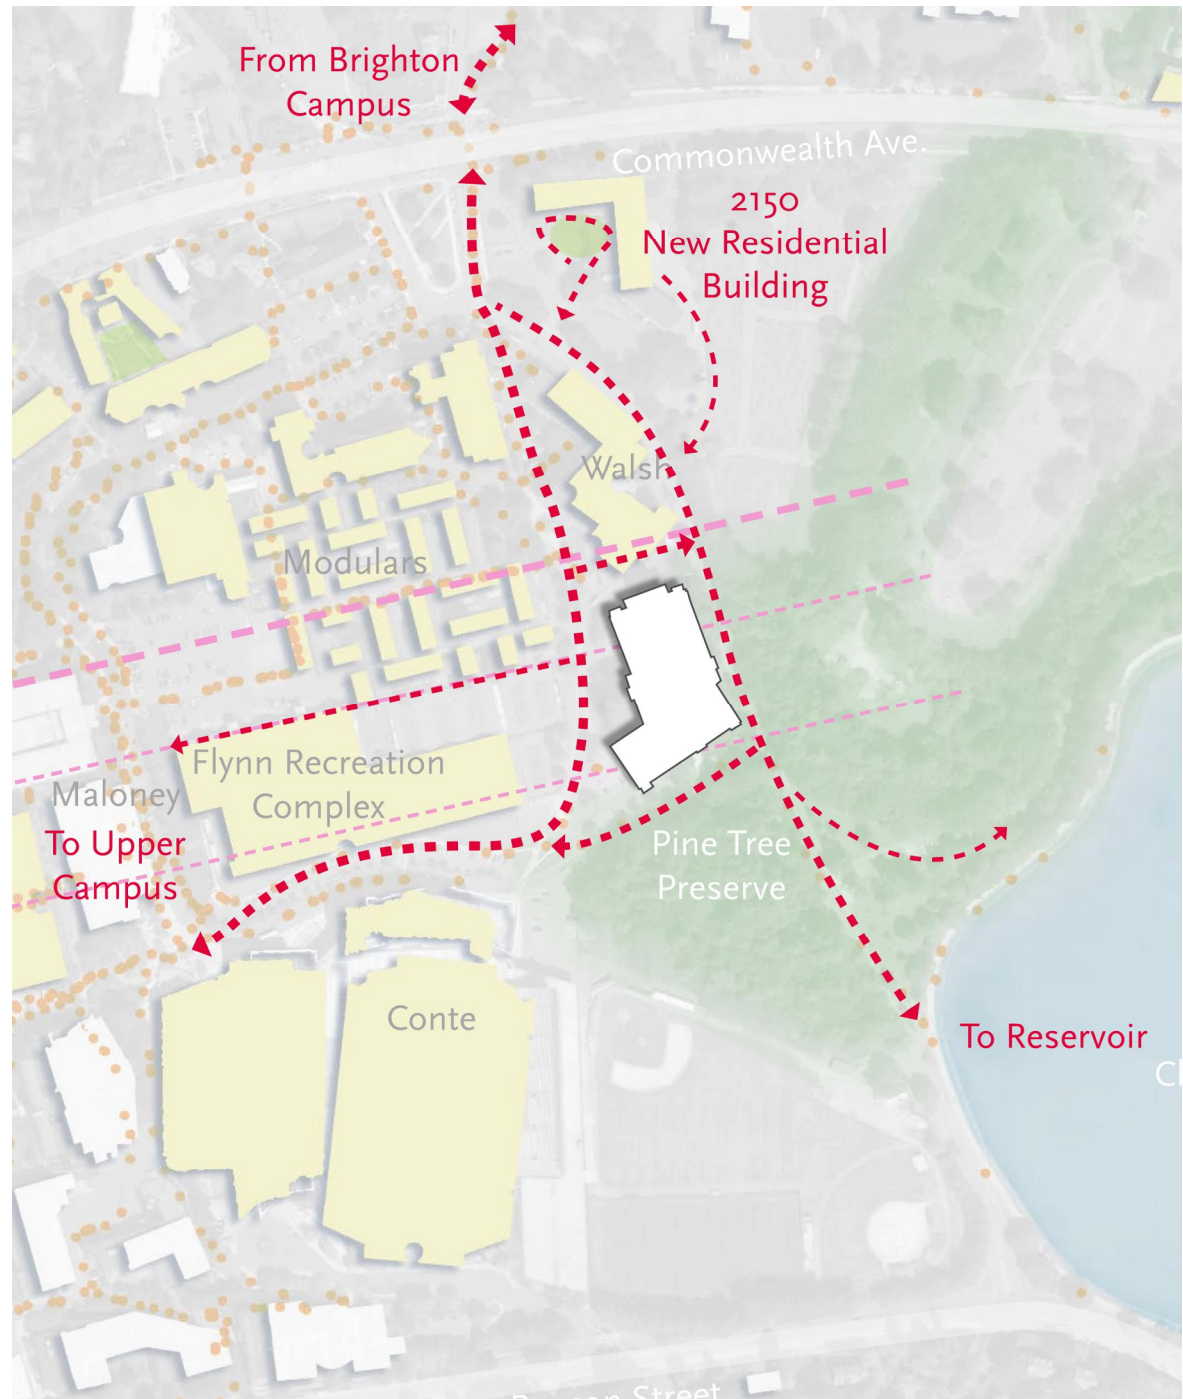 From Brighton
Campus
Commonwealth Ave.
2150
New Residential
Building
Walsh
Modulars
Flynn Recreation
Complex
Maloney
To Upper
Campus
Pine Tree
Preserve
Conte
To Reservoir
Street